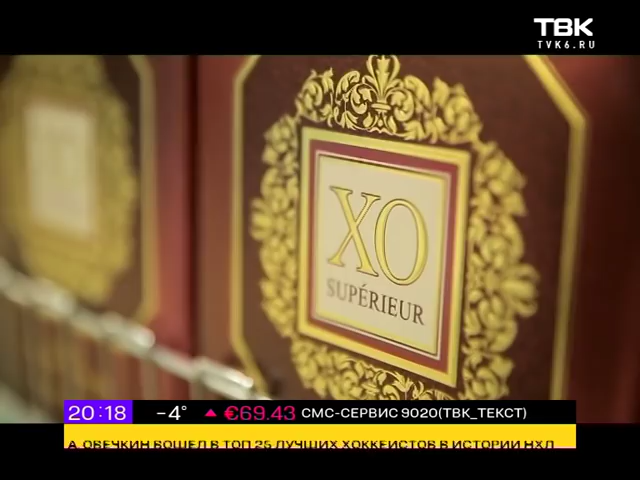 ТВК
TVK6.RU
XO
SUPÉRIEUR
20:18 -4° ▲ €69.43 СМС-СЕРВИС 9020(ТВК_ТЕКСТ)
А. ОВЕЧКИН ВОШЕЛ В ТОП 25 ЛУЧШИХ ХОККЕИСТОВ В ИСТОРИИ НХЛ